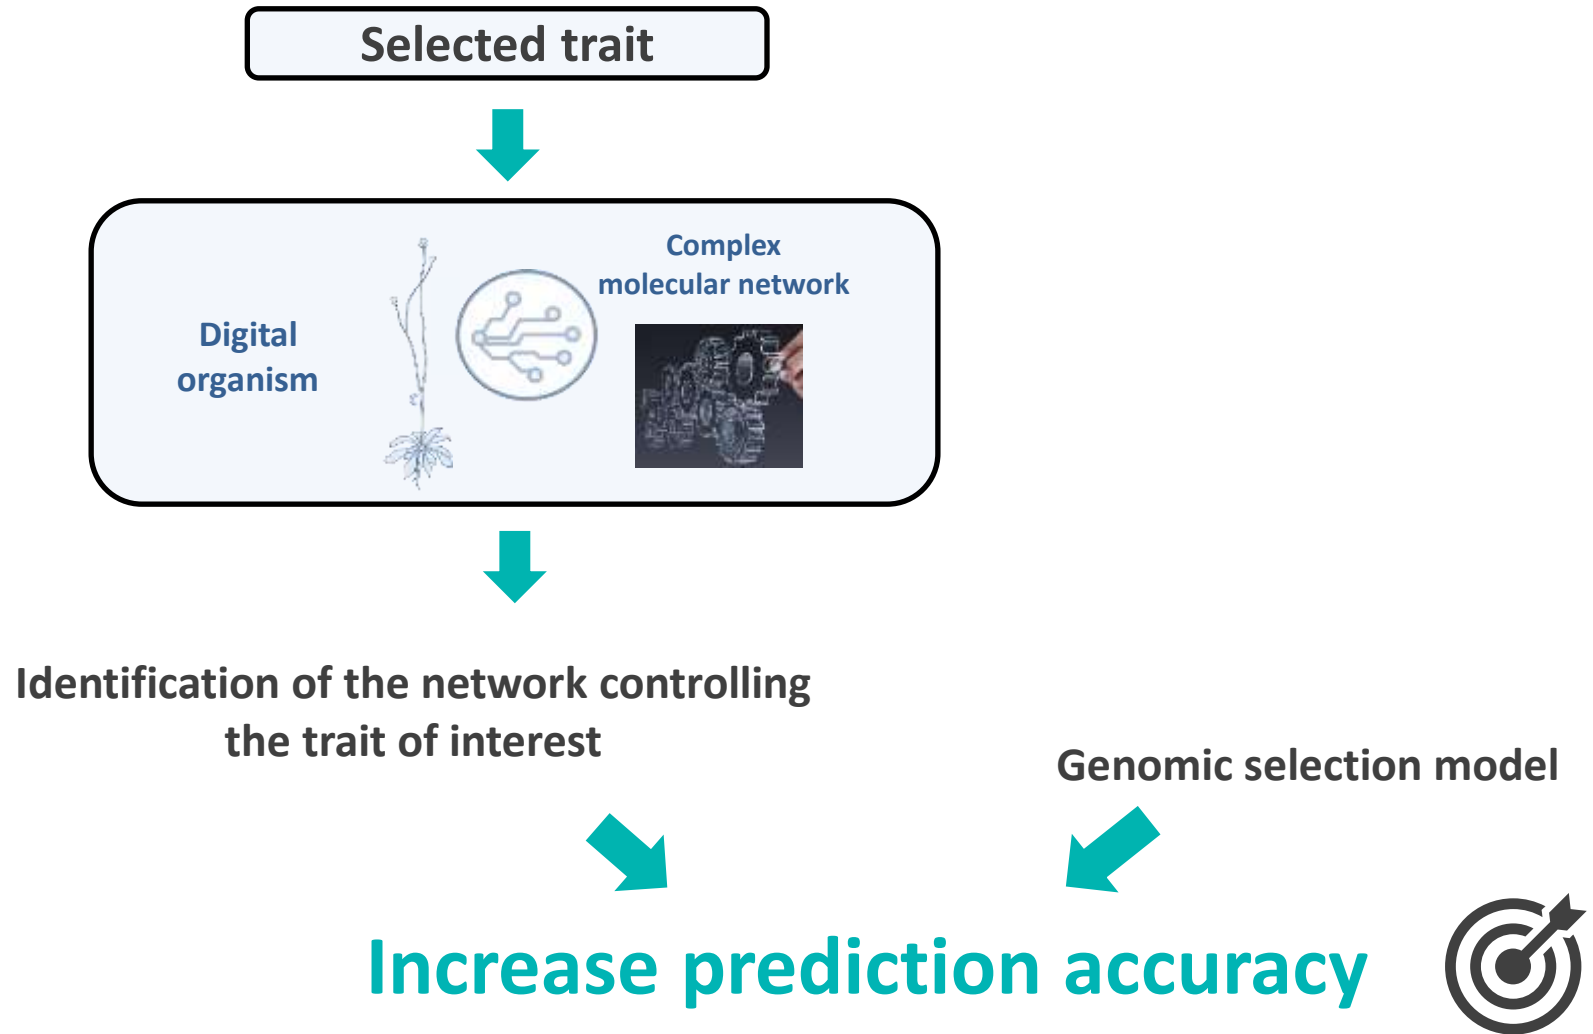 Selected trait
Complex
molecular network
Digital
organism
Identification of the network controlling
the trait of interest
Genomic selection model
Increase prediction accuracy